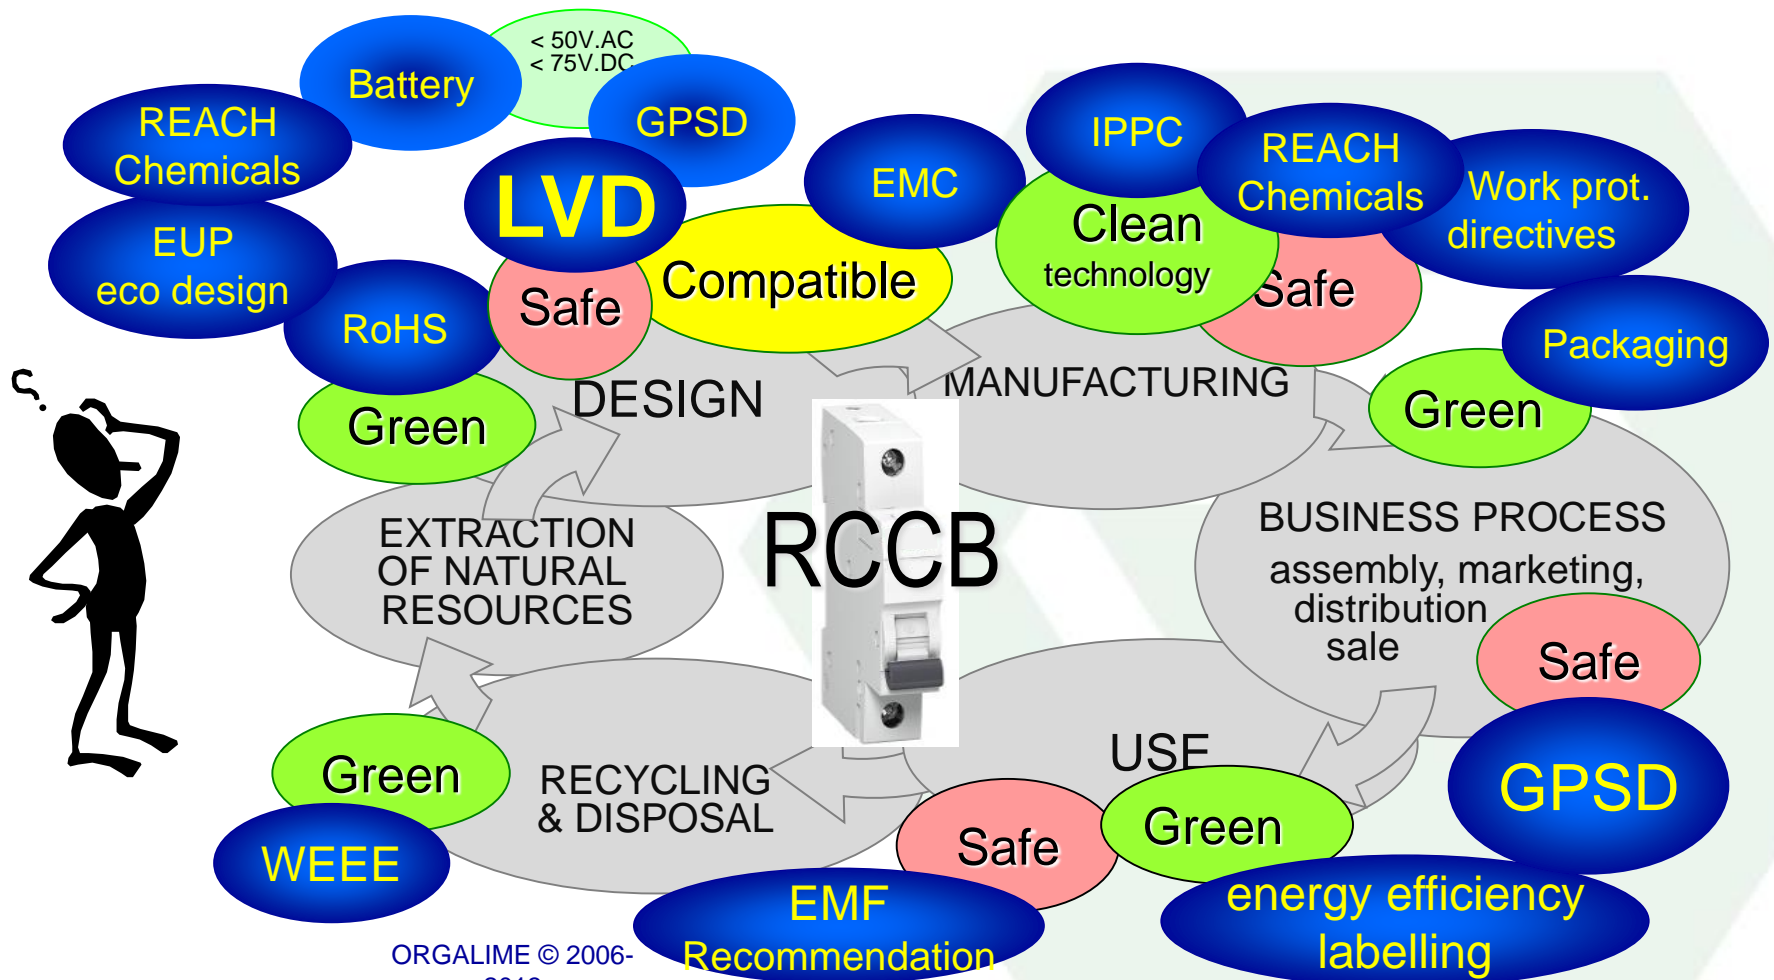 < 50V.AC
< 75V.DC
Battery
GPSD
REACH
Chemicals
LVD
EMC
IPPC
REACH
Chemicals
Work prot.
directives
EUP
eco design
RoHS
Safe
Compatible
Clean
technology
Safe
Packaging
Green
DESIGN
MANUFACTURING
Green
EXTRACTION
OF NATURAL
RESOURCES
RCCB
BUSINESS PROCESS
assembly, marketing,
distribution
sale
Safe
GPSD
USE
Green
RECYCLING
& DISPOSAL
Safe
Green
WEEE
EMF
Recommendation
energy efficiency
labelling
ORGALIME © 2006-